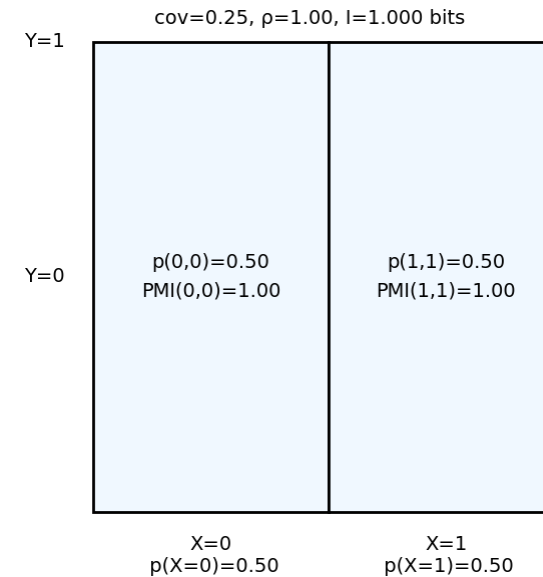 cov=0.25, ρ=1.00, I=1.000 bits
Y=1
p(0,0)=0.50
PMI(0,0)=1.00
p(1,1)=0.50
PMI(1,1)=1.00
Y=0
X=0
p(X=0)=0.50
X=1
p(X=1)=0.50